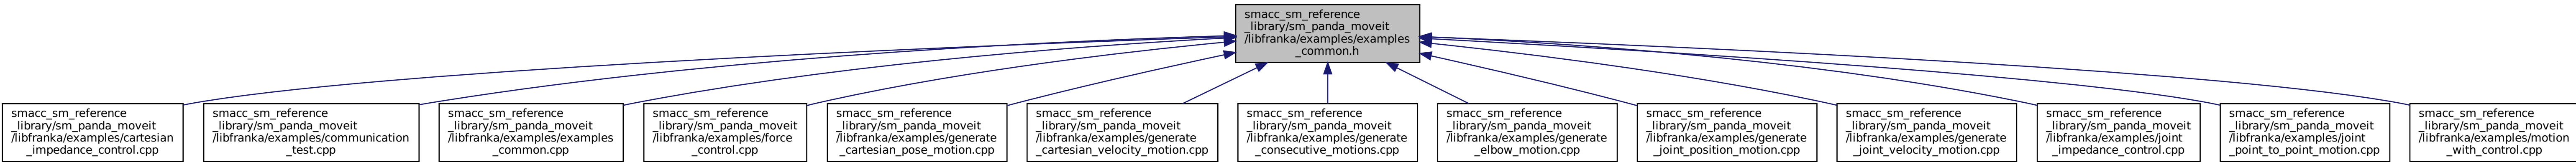 smacc_sm_reference
_library/sm_panda_moveit
/libfranka/examples/examples
_common.h
smacc_sm_reference
_library/sm_panda_moveit
/libfranka/examples/cartesian
_impedance_control.cpp
smacc_sm_reference
_library/sm_panda_moveit
/libfranka/examples/communication
_test.cpp
smacc_sm_reference
_library/sm_panda_moveit
/libfranka/examples/examples
_common.cpp
smacc_sm_reference
_library/sm_panda_moveit
/libfranka/examples/force
_control.cpp
smacc_sm_reference
_library/sm_panda_moveit
/libfranka/examples/generate
_cartesian_pose_motion.cpp
smacc_sm_reference
_library/sm_panda_moveit
/libfranka/examples/generate
_cartesian_velocity_motion.cpp
smacc_sm_reference
_library/sm_panda_moveit
/libfranka/examples/generate
_consecutive_motions.cpp
smacc_sm_reference
_library/sm_panda_moveit
/libfranka/examples/generate
_elbow_motion.cpp
smacc_sm_reference
_library/sm_panda_moveit
/libfranka/examples/generate
_joint_position_motion.cpp
smacc_sm_reference
_library/sm_panda_moveit
/libfranka/examples/generate
_joint_velocity_motion.cpp
smacc_sm_reference
_library/sm_panda_moveit
/libfranka/examples/joint
_impedance_control.cpp
smacc_sm_reference
_library/sm_panda_moveit
/libfranka/examples/joint
_point_to_point_motion.cpp
smacc_sm_reference
_library/sm_panda_moveit
/libfranka/examples/motion
_with_control.cpp